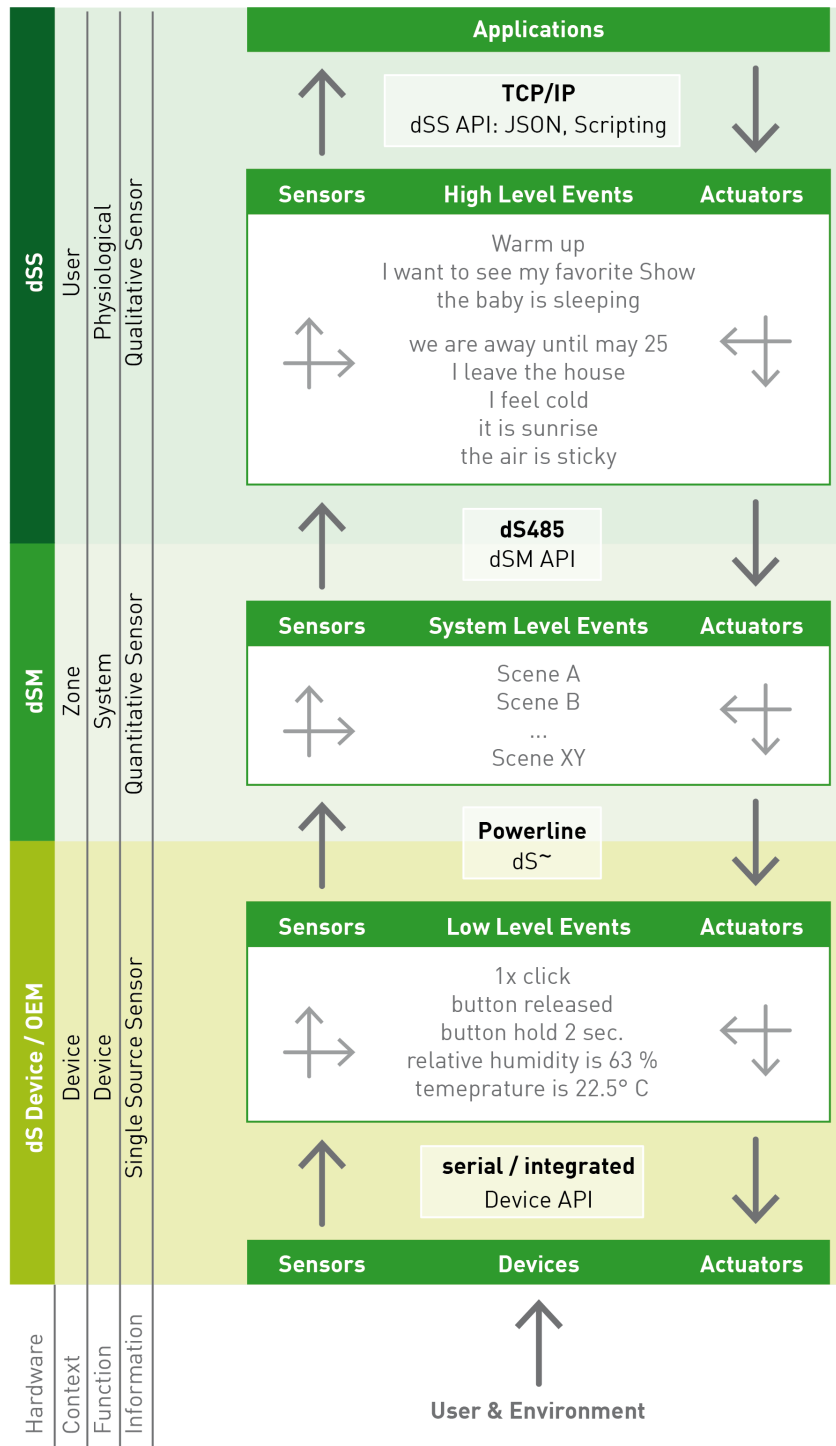 Applications
TCP/IP
dSS API: JSON, Scripting
Sensors High Level Events Actuators
Warm up
I want to see my favorite Show
the baby is sleeping
we are away until may 25
I leave the house
I feel cold
it is sunrise
the air is sticky
dS485
dSM API
Sensors System Level Events Actuators
Scene A
Scene B
...
Scene XY
Powerline
dS~
Sensors Low Level Events Actuators
1x click
button released
button hold 2 sec.
relative humidity is 63 %
temeprature is 22.5° C
serial / integrated
Device API
Sensors Devices Actuators
User & Environment
dSS
User
Physiological
Qualitative Sensor
dSM
Zone
System
Quantitative Sensor
dS Device / OEM
Device
Device
Single Source Sensor
Hardware
Context
Function
Information